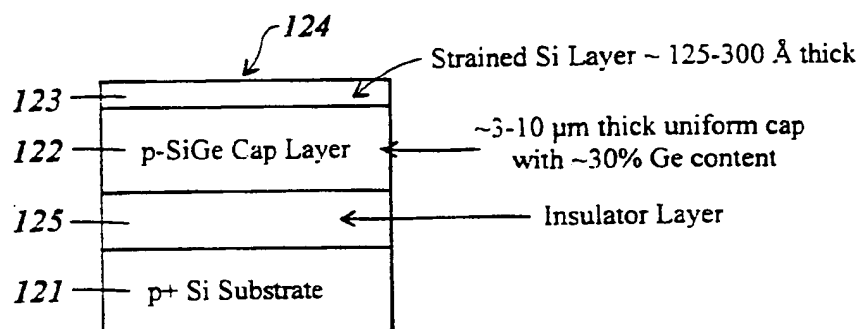 124
Strained Si Layer ~ 125-300 Å thick
123
122
p-SiGe Cap Layer
~3-10 µm thick uniform cap
with ~30% Ge content
125
Insulator Layer
121
p+ Si Substrate